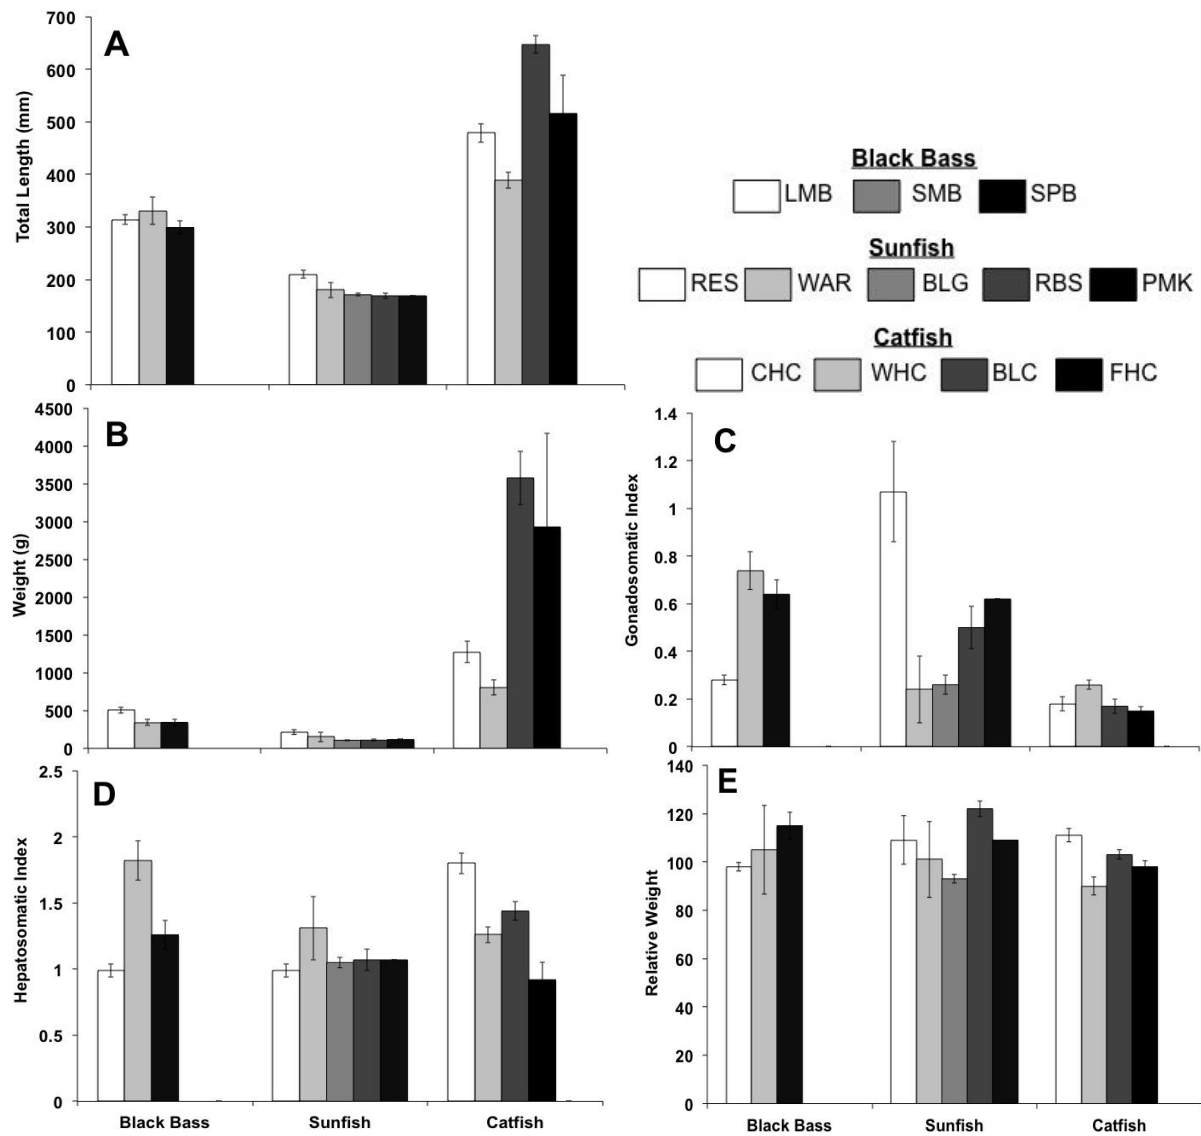 A
Total Length (mm)
700
600
500
400
300
200
100
0
Black Bass
LMB SMB SPB
Sunfish
RES WAR BLG RBS PMK
Catfish
CHC WHC BLC FHC
B
Weight (g)
4500
4000
3500
3000
2500
2000
1500
1000
500
0
C
Gonadosomatic Index
1.4
1.2
1
0.8
0.6
0.4
0.2
0
D
Hepatosomatic Index
2.5
2
1.5
1
0.5
0
Black Bass Sunfish Catfish
E
Relative Weight
140
120
100
80
60
40
20
0
Black Bass Sunfish Catfish